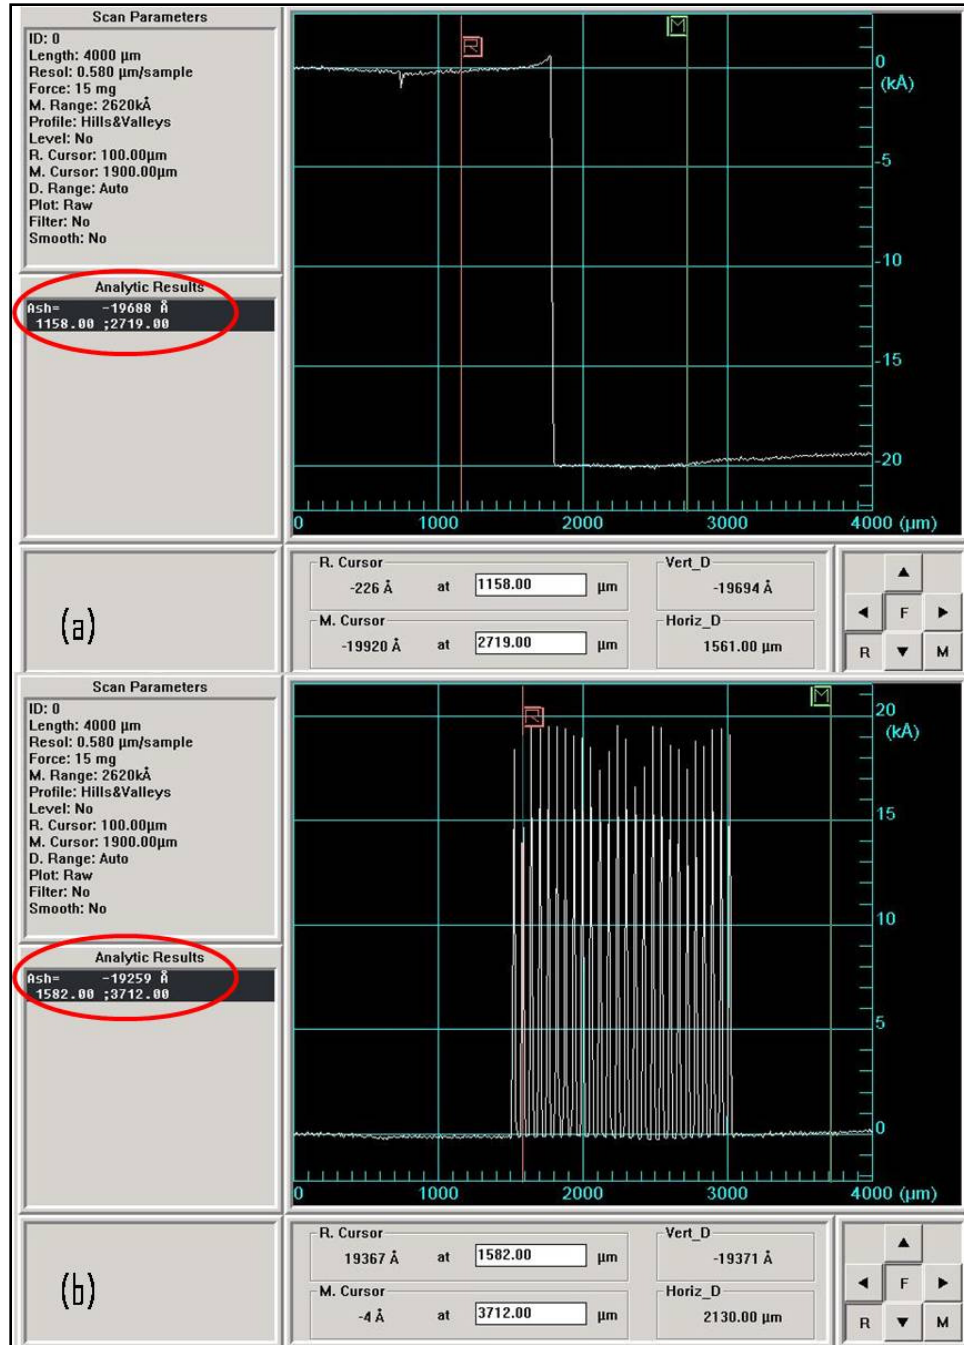 Scan Parameters
ID: 0
Length: 4000 µm
Resol: 0.580 µm/sample
Force: 15 mg
M. Range: 2620kÅ
Profile: Hills&Valleys
Level: No
R. Cursor: 100.00µm
M. Cursor: 1900.00µm
D. Range: Auto
Plot: Raw
Filter: No
Smooth: No
Analytic Results
Ash= -19688 Å
1158.00 ;2719.00
R
M
0
(kÅ)
-5
-10
-15
-20
0 1000 2000 3000 4000 (µm)
(a)
R. Cursor
-226 Å at 1158.00 µm
Vert_D
-19694 Å
M. Cursor
-19920 Å at 2719.00 µm
Horiz_D
1561.00 µm
F
R M
Scan Parameters
ID: 0
Length: 4000 µm
Resol: 0.580 µm/sample
Force: 15 mg
M. Range: 2620kÅ
Profile: Hills&Valleys
Level: No
R. Cursor: 100.00µm
M. Cursor: 1900.00µm
D. Range: Auto
Plot: Raw
Filter: No
Smooth: No
Analytic Results
Ash= -19259 Å
1582.00 ;3712.00
R
M
20
(kÅ)
15
10
5
0
0 1000 2000 3000 4000 (µm)
(b)
R. Cursor
19367 Å at 1582.00 µm
Vert_D
-19371 Å
M. Cursor
-4 Å at 3712.00 µm
Horiz_D
2130.00 µm
F
R M